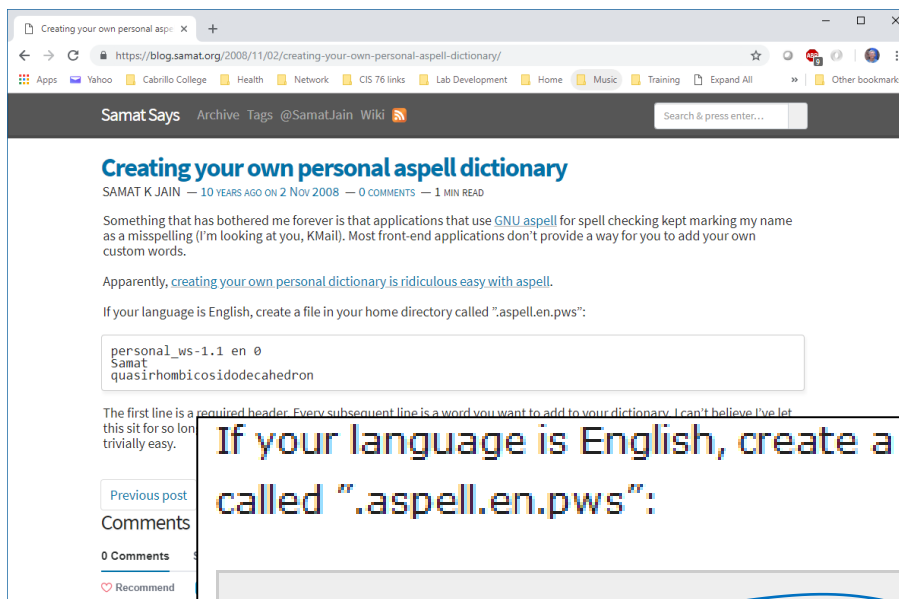 Creating your own personal aspe
https://blog.samat.org/2008/11/02/creating-your-own-personal-aspell-dictionary/
Apps Yahoo Cabrillo College Health Network CIS 76 links Lab Development Home Music Training Expand All » Other bookmark
Samat Says Archive Tags @SamatJain Wiki Search & press enter...
Creating your own personal aspell dictionary
SAMAT K JAIN — 10 YEARS AGO ON 2 NOV 2008 — 0 COMMENTS — 1 MIN READ
Something that has bothered me forever is that applications that use GNU aspell for spell checking kept marking my name
as a misspelling (I'm looking at you, KMail). Most front-end applications don't provide a way for you to add your own
custom words.
Apparently, creating your own personal dictionary is ridiculous easy with aspell.
If your language is English, create a file in your home directory called ”.aspell.en.pws”:
personal_ws-1.1 en 0
Samat
quasirhombicosidodecahedron
The first line is a required header. Every subsequent line is a word you want to add to your dictionary. I can't believe I've let
this sit for so lon
trivially easy.
If your language is English, create a
called ”.aspell.en.pws”:
Previous post
Comments
0 Comments
Recommend